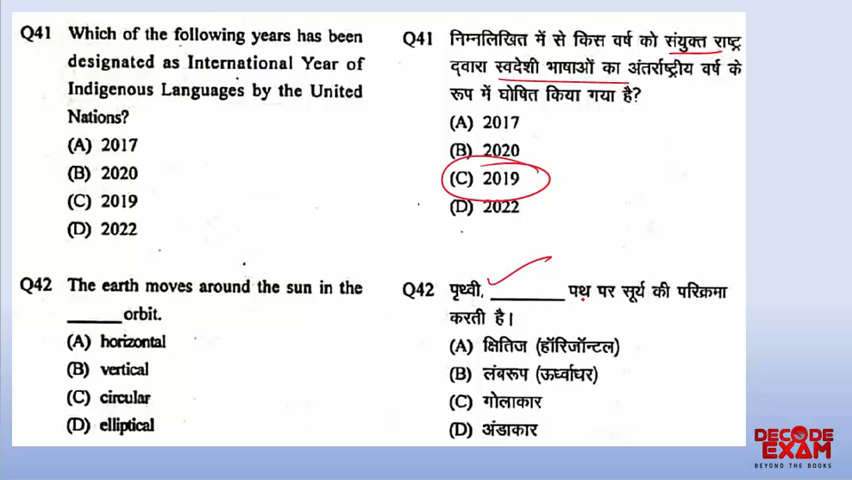 Q41 Which of the following years has been
designated as International Year of
Indigenous Languages by the United
Nations?
(A) 2017
(B) 2020
(C) 2019
(D) 2022
Q42 The earth moves around the sun in the
______orbit.
(A) horizontal
(B) vertical
(C) circular
(D) elliptical
Q41 निम्नलिखित में से किस वर्ष को संयुक्त राष्ट्र
द्वारा स्वदेशी भाषाओं का अंतर्राष्ट्रीय वर्ष के
रूप में घोषित किया गया है?
(A) 2017
(B) 2020
(C) 2019
(D) 2022
Q42 पृथ्वी, ________ पथ पर सूर्य की परिक्रमा
करती है।
(A) क्षितिज (हॉरिजॉन्टल)
(B) लंबरूप (ऊर्ध्वाधर)
(C) गोलाकार
(D) अंडाकार
DECODE
EXAM
BEYOND THE BOOKS